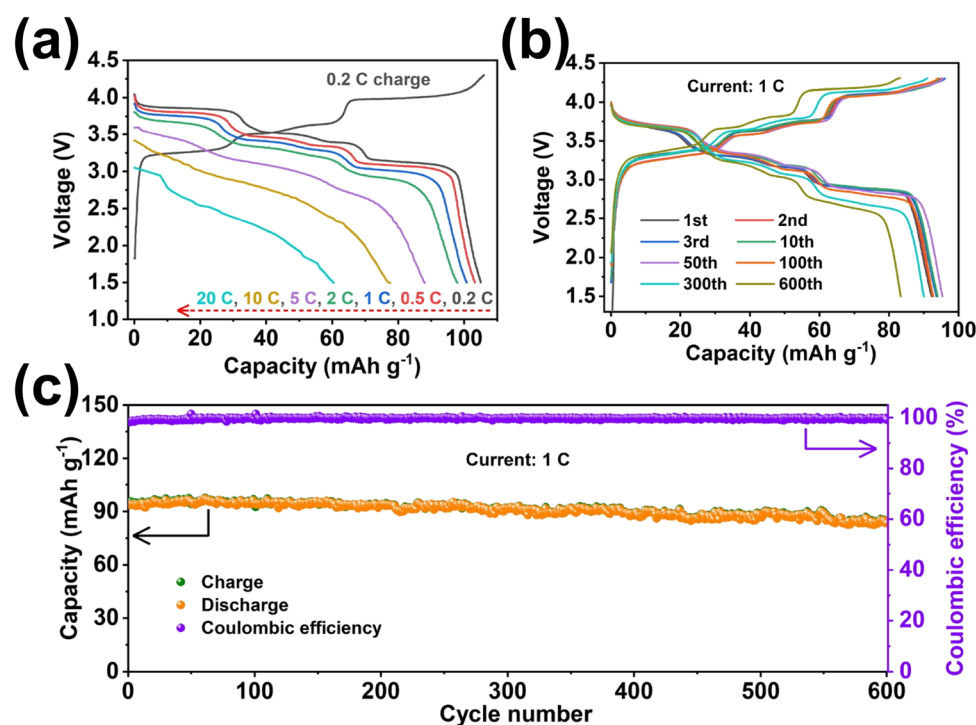 (a)
4.5
4.0
3.5
3.0
2.5
2.0
1.5
1.0
Voltage (V)
0.2 C charge
20 C, 10 C, 5 C, 2 C, 1 C, 0.5 C, 0.2 C
0 20 40 60 80 100
Capacity (mAh g⁻¹)
(b)
4.5
4.0
3.5
3.0
2.5
2.0
1.5
Voltage (V)
Current: 1 C
1st 2nd
3rd 10th
50th 100th
300th 600th
0 20 40 60 80 100
Capacity (mAh g⁻¹)
(c)
150
120
90
60
30
0
Capacity (mAh g⁻¹)
Current: 1 C
Charge
Discharge
Coulombic efficiency
100
80
60
40
20
0
Coulombic efficiency (%)
0 100 200 300 400 500 600
Cycle number